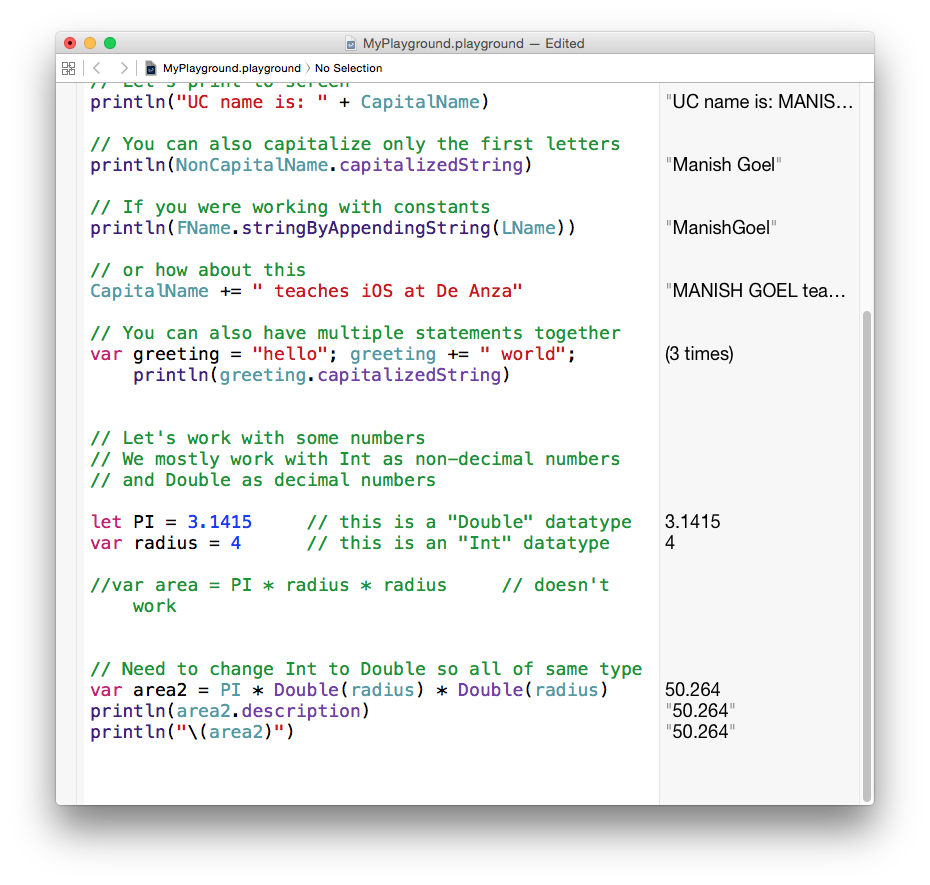 MyPlayground.playground — Edited
MyPlayground.playground 〉 No Selection
// Let's print to screen
println("UC name is: " + CapitalName)
"UC name is: MANIS...
// You can also capitalize only the first letters
println(NonCapitalName.capitalizedString)
"Manish Goel"
// If you were working with constants
println(FName.stringByAppendingString(LName))
"ManishGoel"
// or how about this
CapitalName += " teaches iOS at De Anza"
"MANISH GOEL tea...
// You can also have multiple statements together
var greeting = "hello"; greeting += " world";
(3 times)
println(greeting.capitalizedString)
// Let's work with some numbers
// We mostly work with Int as non-decimal numbers
// and Double as decimal numbers
let PI = 3.1415     // this is a "Double" datatype
3.1415
var radius = 4      // this is an "Int" datatype
4
//var area = PI * radius * radius     // doesn't
work
// Need to change Int to Double so all of same type
var area2 = PI * Double(radius) * Double(radius)
50.264
println(area2.description)
"50.264"
println("\(area2)")
"50.264"